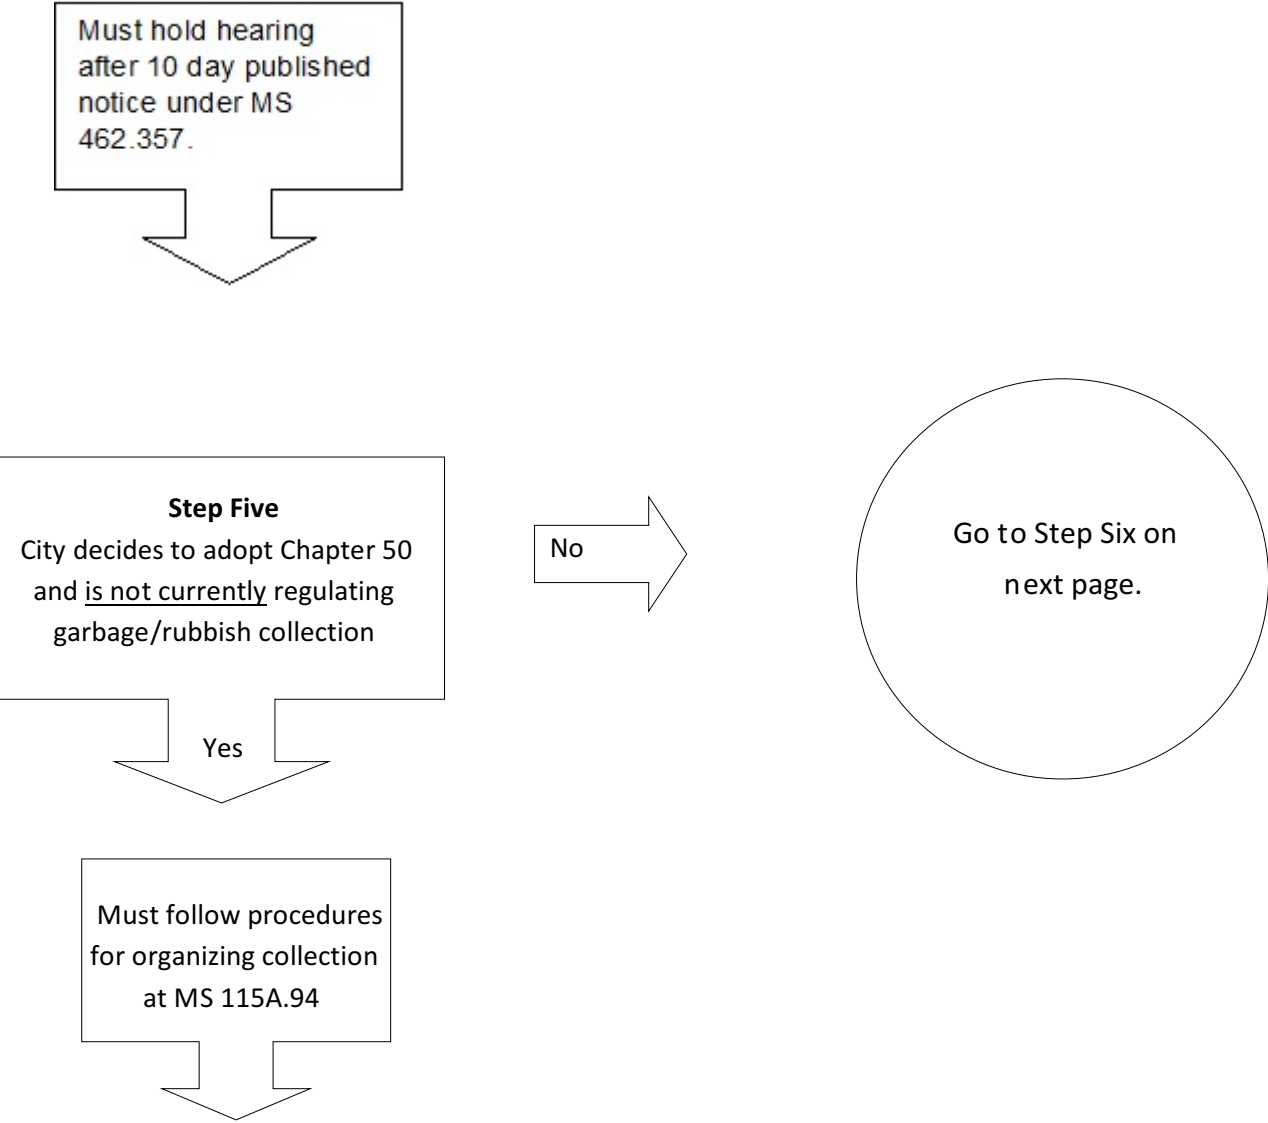 Must hold hearing
after 10 day published
notice under MS
462.357.
Step Five
City decides to adopt Chapter 50
and is not currently regulating
garbage/rubbish collection
No
Go to Step Six on
next page.
Yes
Must follow procedures
for organizing collection
at MS 115A.94